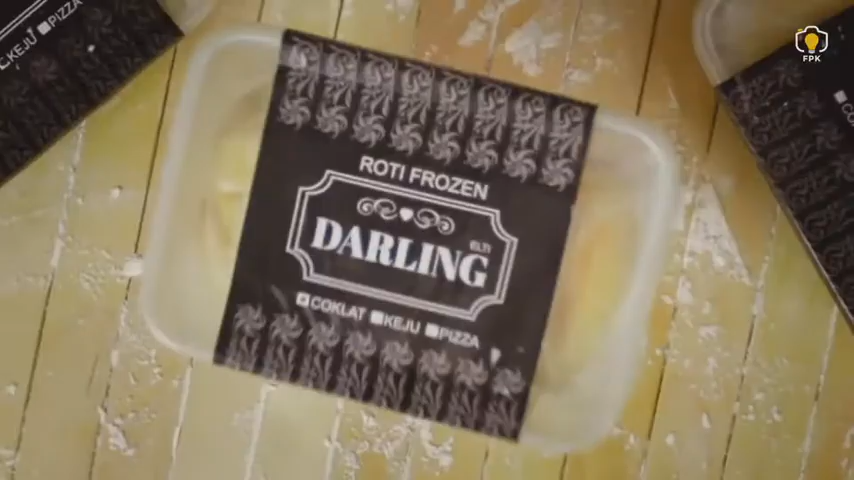 KEJU PIZZA
FPK
ROTI FROZEN
DARLING
COKLAT KEJU PIZZA